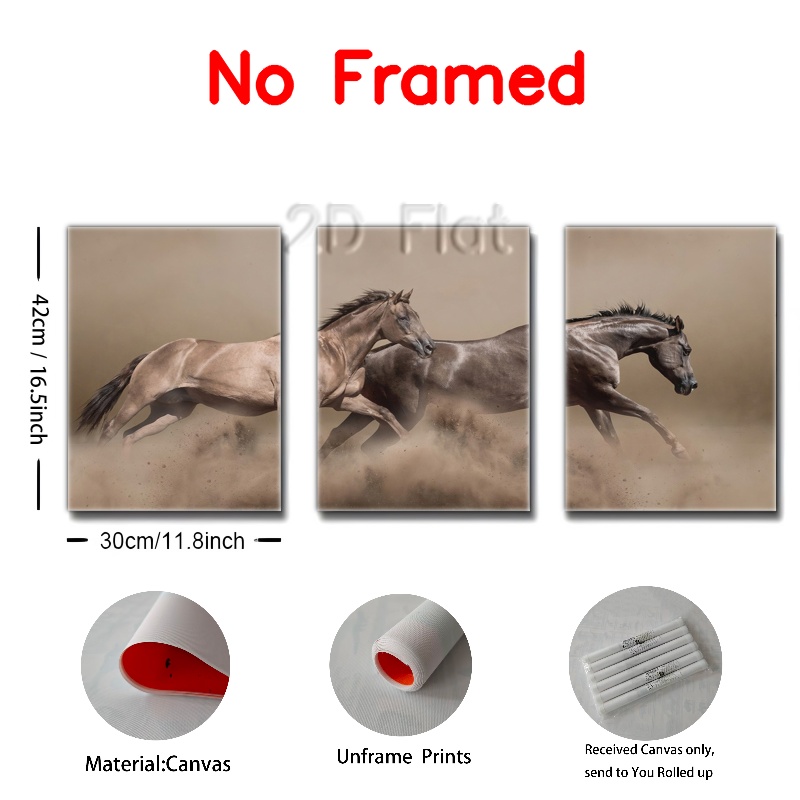 No Framed
2.D Flat
42cm / 16.5inch
30cm/11.8inch
Material:Canvas
Unframe Prints
Received Canvas only,
send to You Rolled up